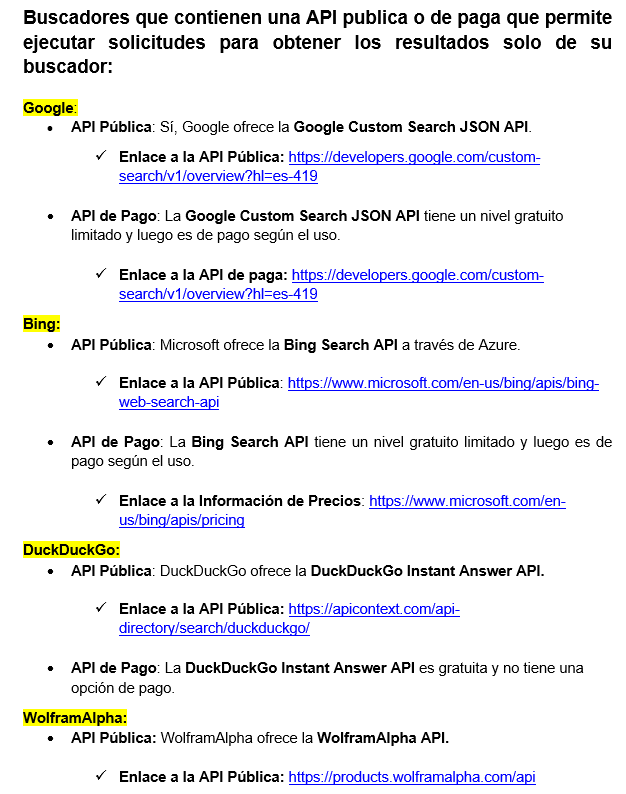 Buscadores que contienen una API publica o de paga que permite
ejecutar solicitudes para obtener los resultados solo de su
buscador:
Google:
• API Pública: Sí, Google ofrece la Google Custom Search JSON API.
✓ Enlace a la API Pública: https://developers.google.com/custom-
search/v1/overview?hl=es-419
• API de Pago: La Google Custom Search JSON API tiene un nivel gratuito
limitado y luego es de pago según el uso.
✓ Enlace a la API de paga: https://developers.google.com/custom-
search/v1/overview?hl=es-419
Bing:
• API Pública: Microsoft ofrece la Bing Search API a través de Azure.
✓ Enlace a la API Pública: https://www.microsoft.com/en-us/bing/apis/bing-
web-search-api
• API de Pago: La Bing Search API tiene un nivel gratuito limitado y luego es de
pago según el uso.
✓ Enlace a la Información de Precios: https://www.microsoft.com/en-
us/bing/apis/pricing
DuckDuckGo:
• API Pública: DuckDuckGo ofrece la DuckDuckGo Instant Answer API.
✓ Enlace a la API Pública: https://apicontext.com/api-
directory/search/duckduckgo/
• API de Pago: La DuckDuckGo Instant Answer API es gratuita y no tiene una
opción de pago.
WolframAlpha:
• API Pública: WolframAlpha ofrece la WolframAlpha API.
✓ Enlace a la API Pública: https://products.wolframalpha.com/api